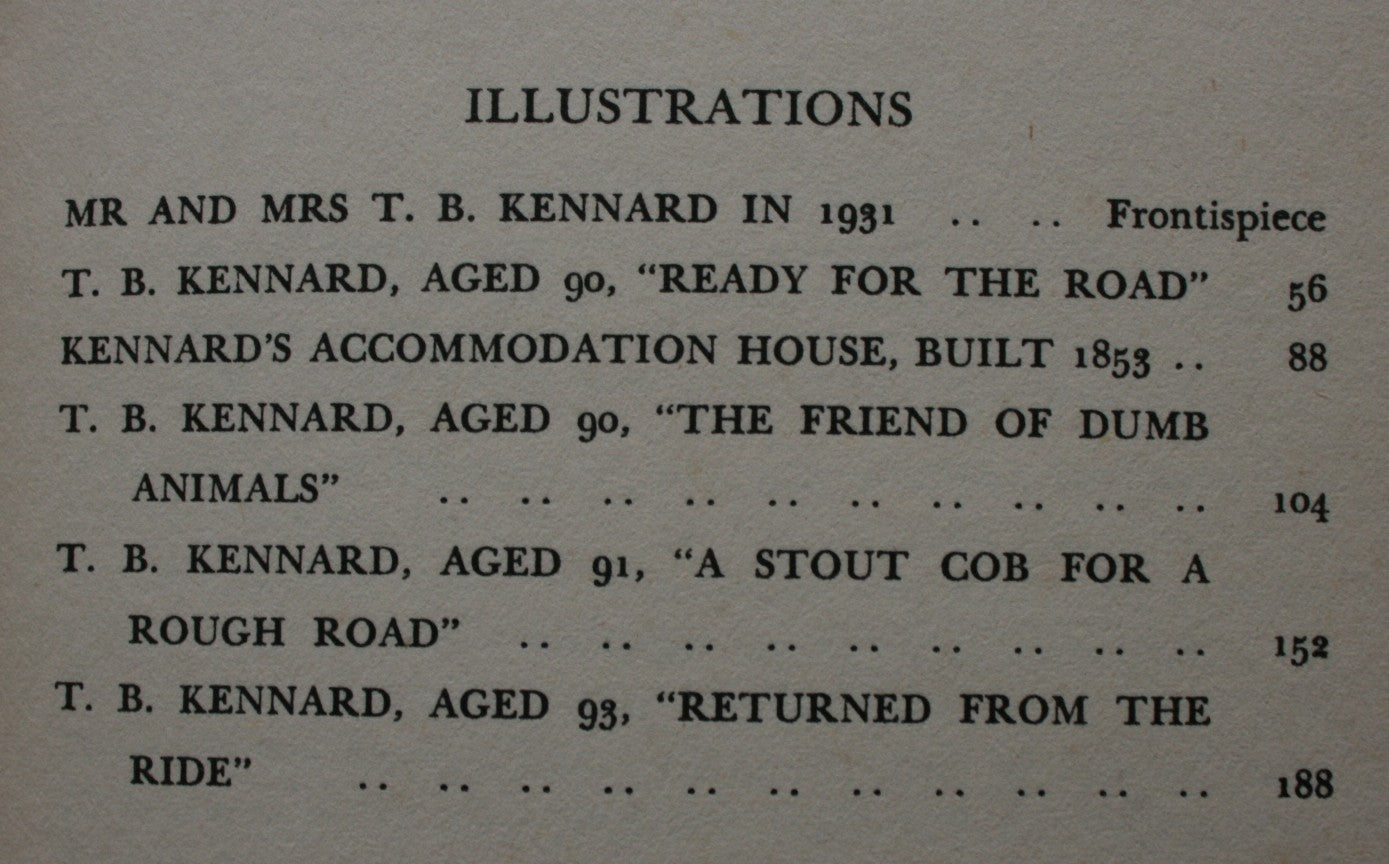 ILLUSTRATIONS
MR AND MRS T. B. KENNARD IN 1931 .. .. Frontispiece
T. B. KENNARD, AGED 90, “READY FOR THE ROAD” 56
KENNARD’S ACCOMMODATION HOUSE, BUILT 1853 .. 88
T. B. KENNARD, AGED 90, “THE FRIEND OF DUMB
ANIMALS” .. .. .. .. .. .. .. .. .. .. 104
T. B. KENNARD, AGED 91, “A STOUT COB FOR A
ROUGH ROAD” .. .. .. .. .. .. .. .. .. 152
T. B. KENNARD, AGED 93, “RETURNED FROM THE
RIDE” .. .. .. .. .. .. .. .. .. .. .. 188